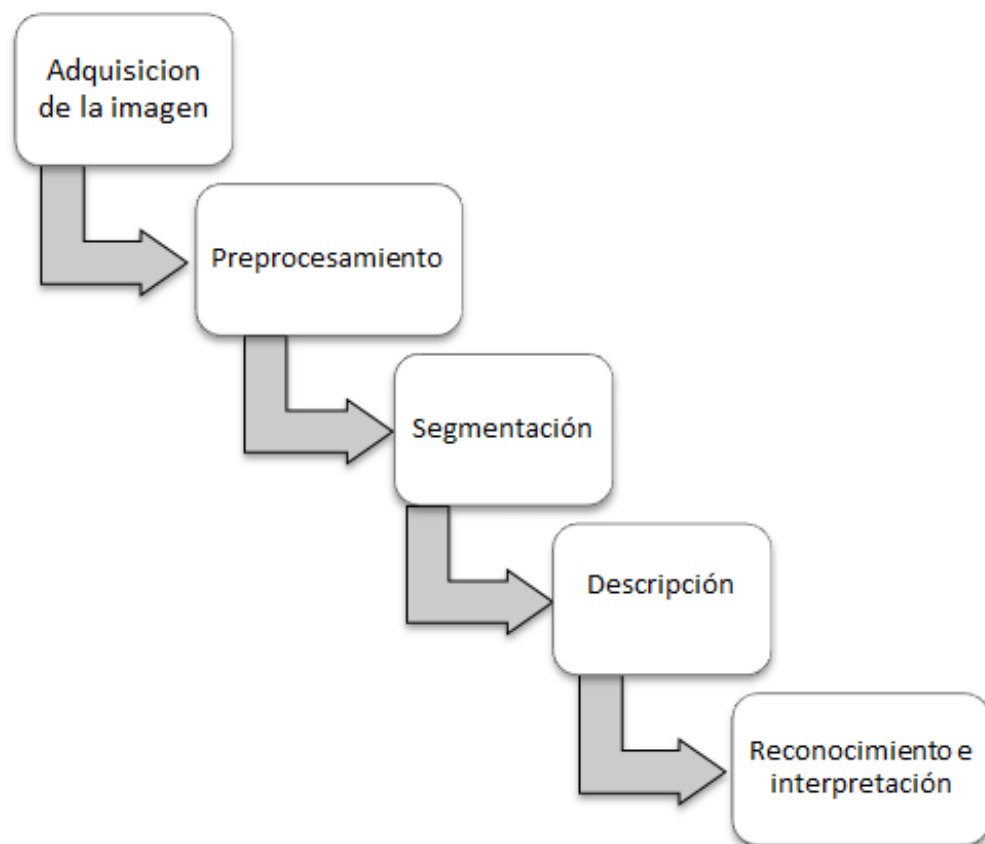 Adquisicion
de la imagen
Preprocesamiento
Segmentación
Descripción
Reconocimiento e
interpretación